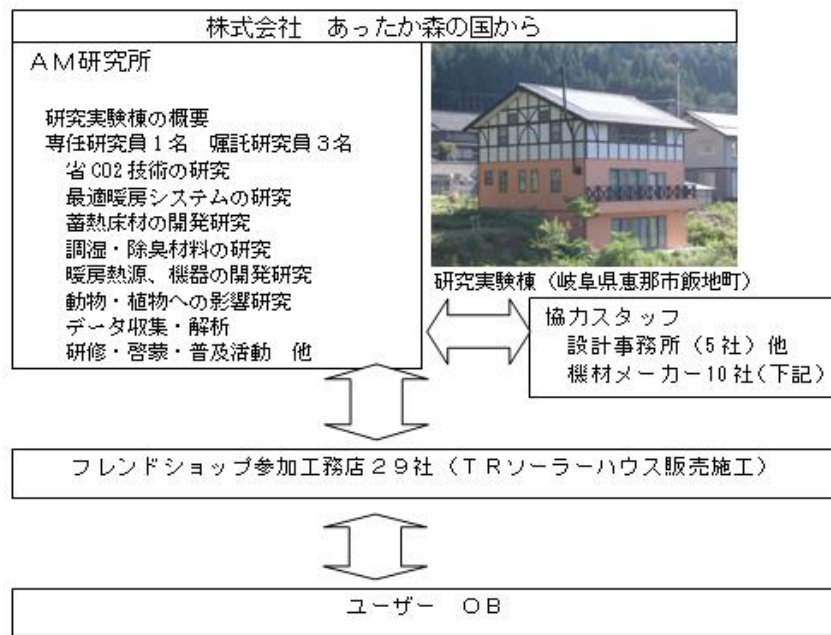 株式会社　あったか森の国から
ＡＭ研究所
研究実験棟の概要
専任研究員１名　嘱託研究員３名
省CO2技術の研究
最適暖房システムの研究
蓄熱床材の開発研究
調湿・除臭材料の研究
暖房熱源、機器の開発研究
動物・植物への影響研究
データ収集・解析
研修・啓蒙・普及活動　他
研究実験棟（岐阜県恵那市飯地町）
協力スタッフ
設計事務所（5社）他
機材メーカー10社（下記）
フレンドショップ参加工務店２９社（ＴＲソーラーハウス販売施工）
ユーザー　ＯＢ